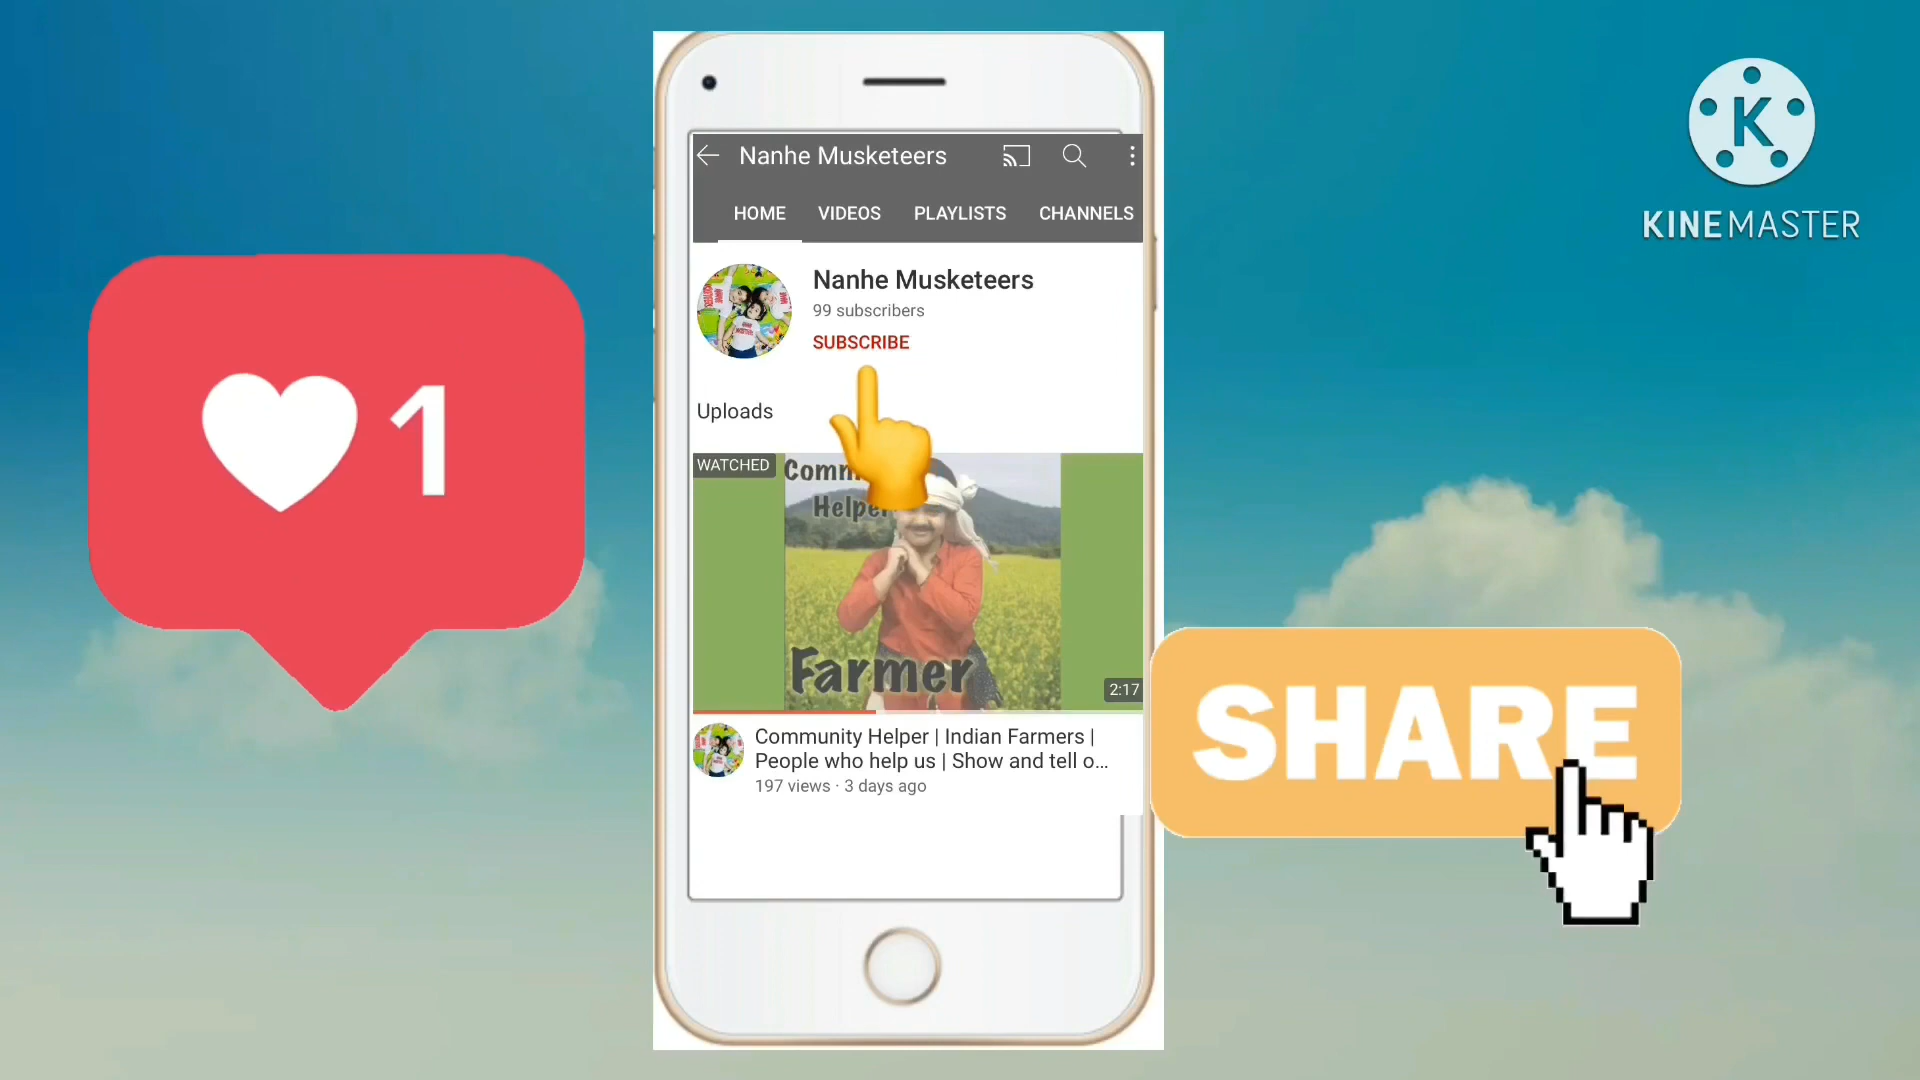 K
KINEMASTER
Nanhe Musketeers
HOME VIDEOS PLAYLISTS CHANNELS
Nanhe Musketeers
99 subscribers
SUBSCRIBE
1
Uploads
WATCHED
Helper
Farmer
2:17
Community Helper | Indian Farmers |
People who help us | Show and tell o...
197 views · 3 days ago
SHARE